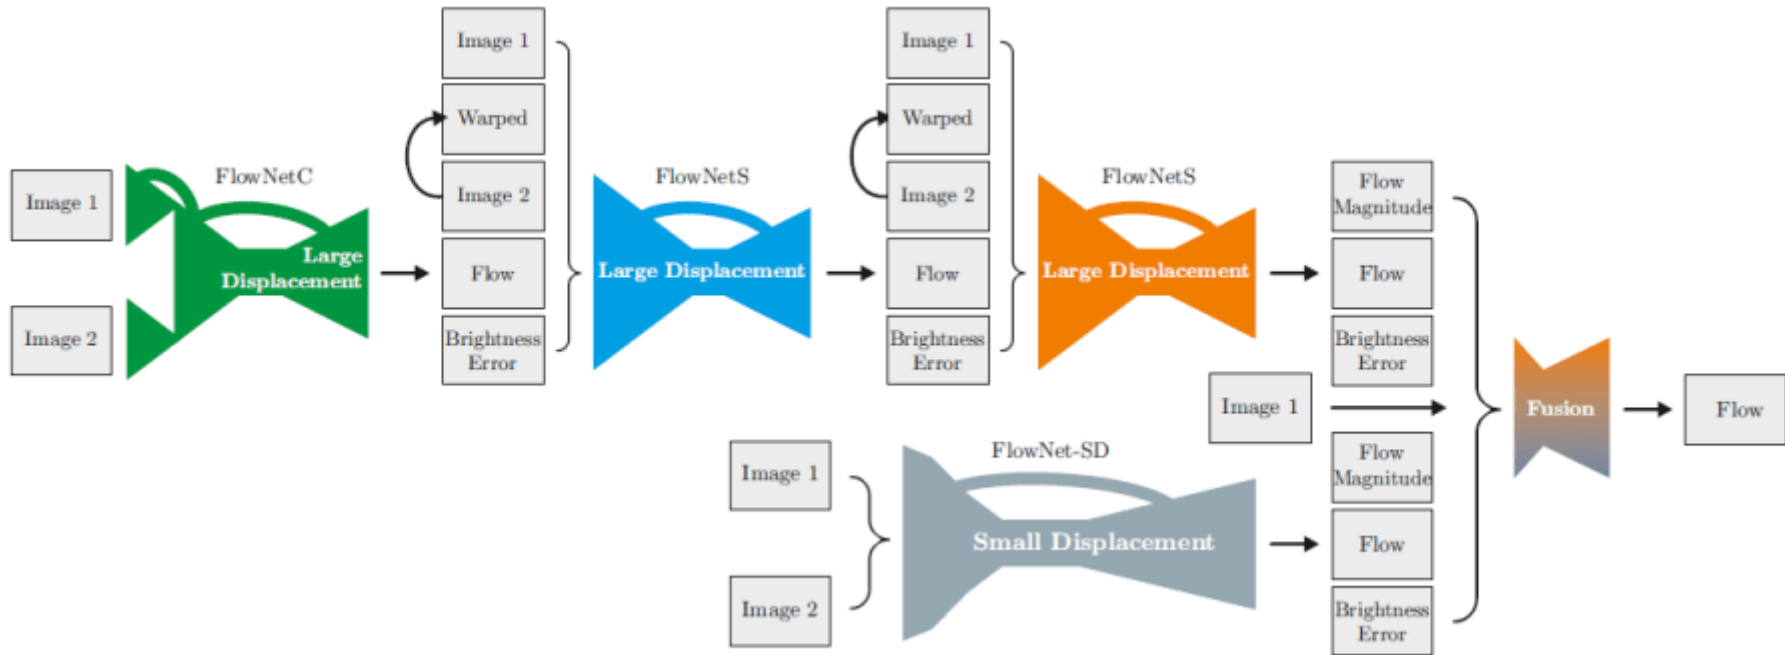 Image 1
Image 2
FlowNetC
Large
Displacement
Image 1
Warped
Image 2
Flow
Brightness
Error
FlowNetS
Large Displacement
Image 1
Warped
Image 2
Flow
Brightness
Error
FlowNetS
Large Displacement
Flow
Magnitude
Flow
Brightness
Error
Image 1
Image 1
Image 2
FlowNet-SD
Small Displacement
Flow
Magnitude
Flow
Brightness
Error
Fusion
Flow